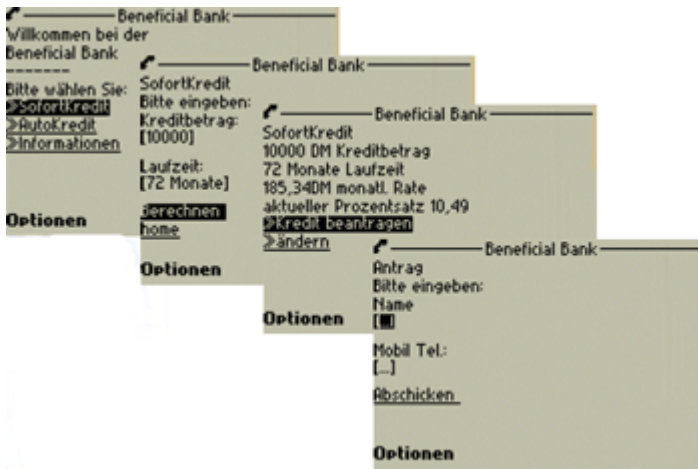 Beneficial Bank
Willkommen bei der
Beneficial Bank
-------
Bitte wählen Sie:
»SofortKredit
»AutoKredit
»Informationen
Optionen
Beneficial Bank
SofortKredit
Bitte eingeben:
Kreditbetrag:
[10000]
Laufzeit:
[72 Monate]
Berechnen
home
Optionen
Beneficial Bank
SofortKredit
10000 DM Kreditbetrag
72 Monate Laufzeit
185,34DM monatl. Rate
aktueller Prozentsatz 10,49
»Kredit beantragen
»ändern
Optionen
Beneficial Bank
Antrag
Bitte eingeben:
Name
[ ]
Mobil Tel.:
[...]
Abschicken
Optionen